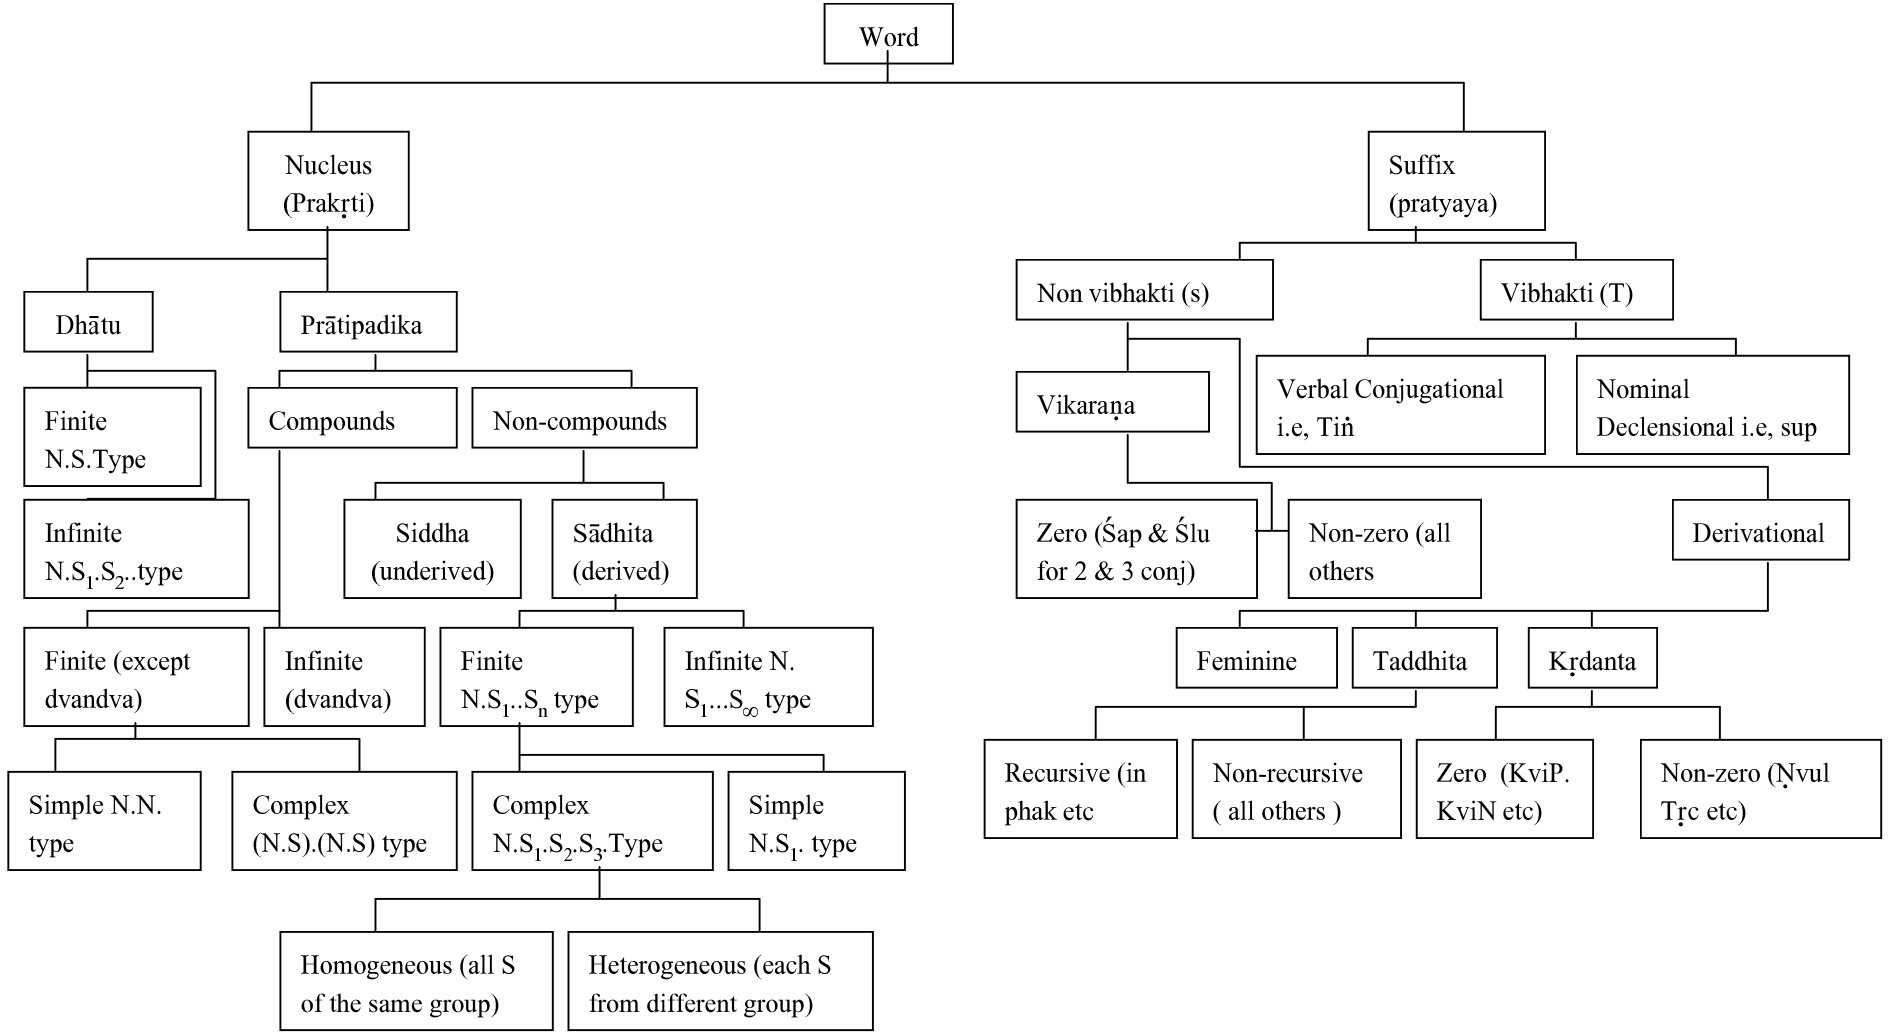 Word
Nucleus
(Prakṛti)
Suffix
(pratyaya)
Non vibhakti (s)
Vibhakti (T)
Dhātu
Prātipadika
Verbal Conjugational
i.e, Tiṅ
Nominal
Declensional i.e, sup
Vikaraṇa
Finite
N.S.Type
Compounds
Non-compounds
Infinite
N.S₁.S₂..type
Siddha
(underived)
Sādhita
(derived)
Zero (Śap & Ślu
for 2 & 3 conj)
Non-zero (all
others
Derivational
Finite (except
dvandva)
Infinite
(dvandva)
Finite
N.S₁..Sₙ type
Infinite N.
S₁...S∞ type
Feminine
Taddhita
Kṛdanta
Recursive (in
phak etc
Non-recursive
( all others )
Zero  (KviP.
KviN etc)
Non-zero (Ṇvul
Tṛc etc)
Simple N.N.
type
Complex
(N.S).(N.S) type
Complex
N.S₁.S₂.S₃.Type
Simple
N.S₁. type
Homogeneous (all S
of the same group)
Heterogeneous (each S
from different group)